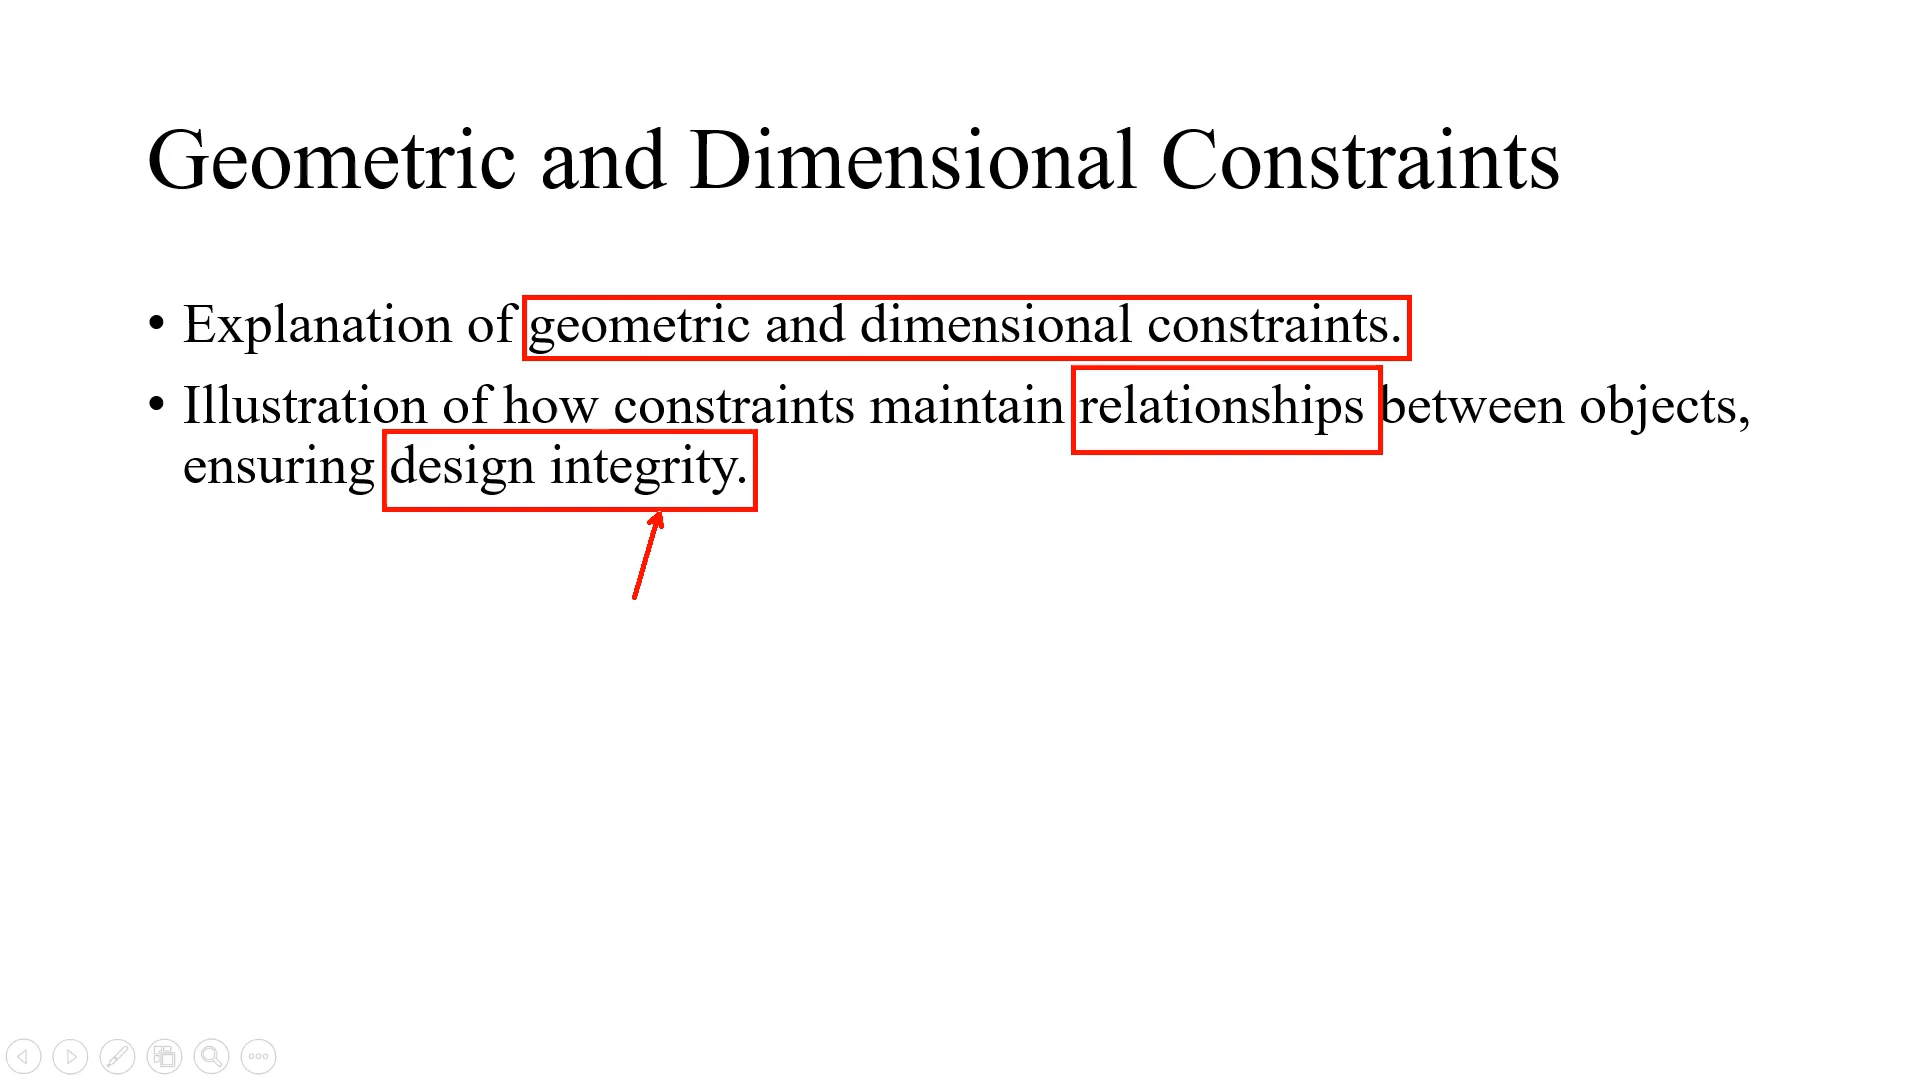 Geometric and Dimensional Constraints
• Explanation of geometric and dimensional constraints.
• Illustration of how constraints maintain relationships between objects,
ensuring design integrity.